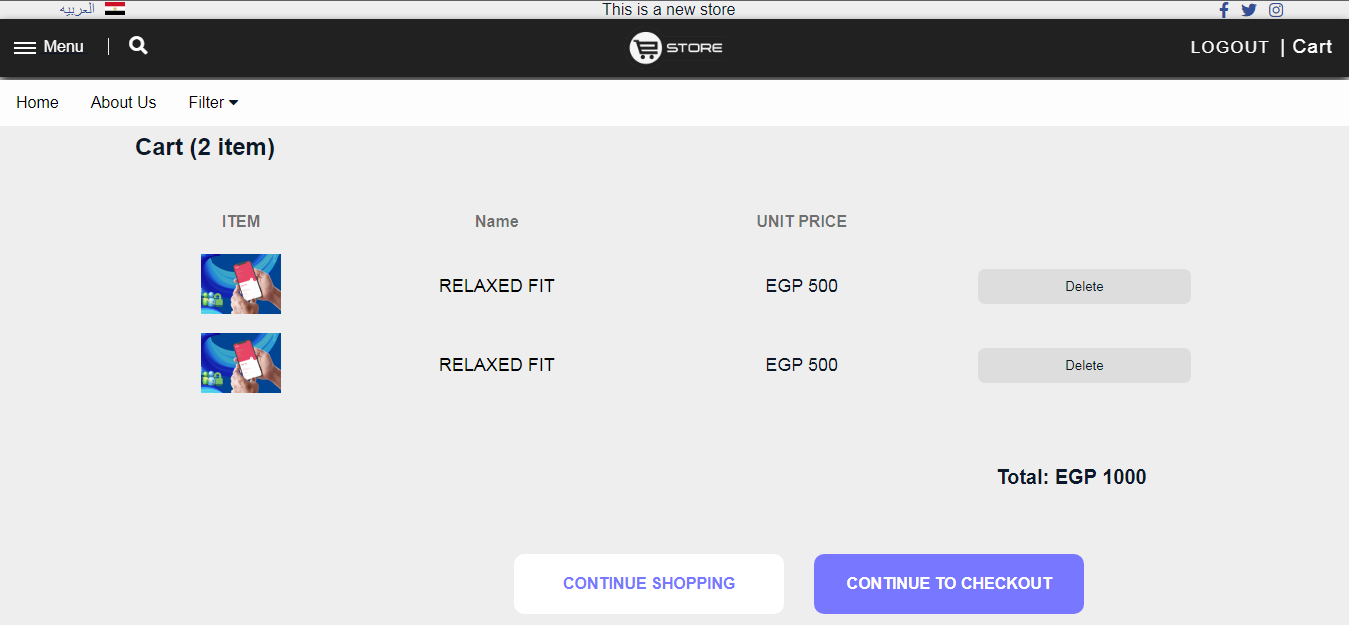 العربيه
This is a new store
Menu
STORE
LOGOUT | Cart
Home About Us Filter
Cart (2 item)
ITEM Name UNIT PRICE
RELAXED FIT EGP 500 Delete
RELAXED FIT EGP 500 Delete
Total: EGP 1000
CONTINUE SHOPPING CONTINUE TO CHECKOUT